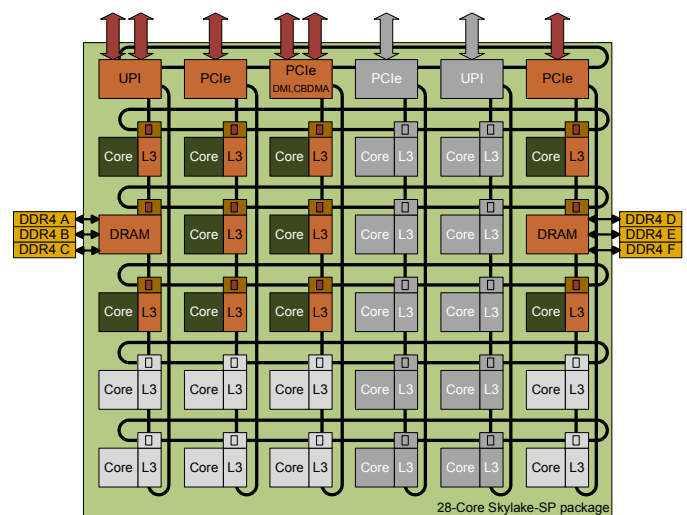 UPI PCIe PCIe PCIe UPI PCIe
DMI,CBDMA
Core L3 Core L3 Core L3 Core L3 Core L3 Core L3
DDR4 A DDR4 D
DDR4 B DRAM Core L3 Core L3 Core L3 Core L3 DRAM DDR4 E
DDR4 C DDR4 F
Core L3 Core L3 Core L3 Core L3 Core L3 Core L3
Core L3 Core L3 Core L3 Core L3 Core L3 Core L3
Core L3 Core L3 Core L3 Core L3 Core L3 Core L3
28-Core Skylake-SP package